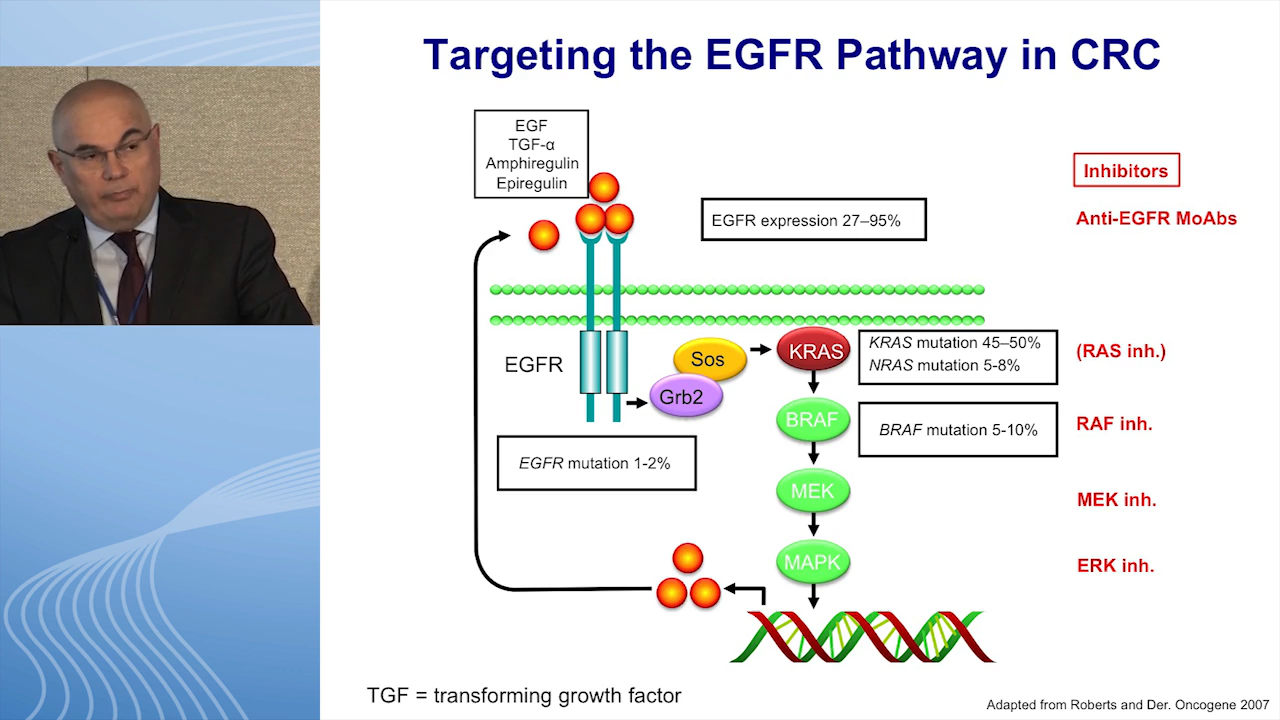 Targeting the EGFR Pathway in CRC
EGF
TGF-α
Amphiregulin
Epiregulin
EGFR expression 27–95%
Inhibitors
Anti-EGFR MoAbs
EGFR
Sos
Grb2
KRAS
KRAS mutation 45–50%
NRAS mutation 5-8%
(RAS inh.)
BRAF
BRAF mutation 5-10%
RAF inh.
EGFR mutation 1-2%
MEK
MEK inh.
MAPK
ERK inh.
TGF = transforming growth factor
Adapted from Roberts and Der. Oncogene 2007